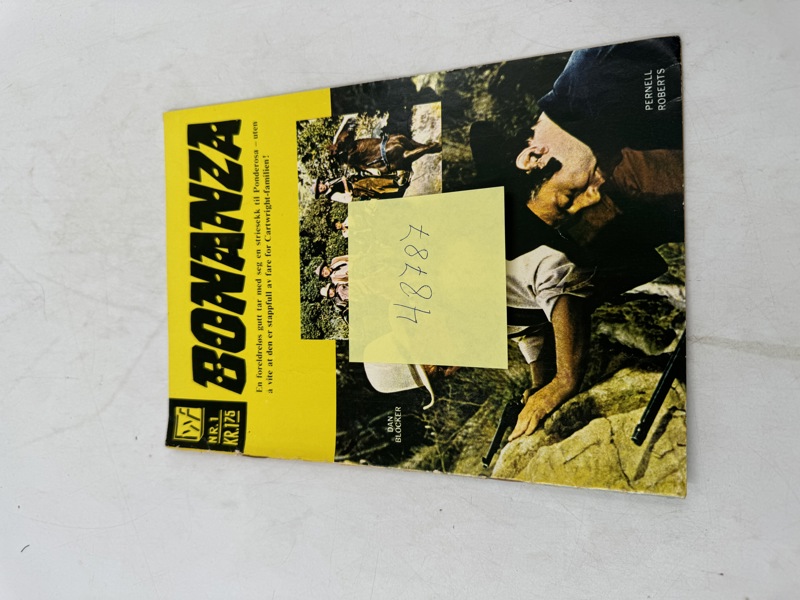 WF
NR.1
KR.1.75
BONANZA
En foreldreløs gutt tar med seg en striesekk til Ponderosa – uten
å vite at den er stappfull av fare for Cartwright-familien!
48787
DAN
BLOCKER
PERNELL
ROBERTS